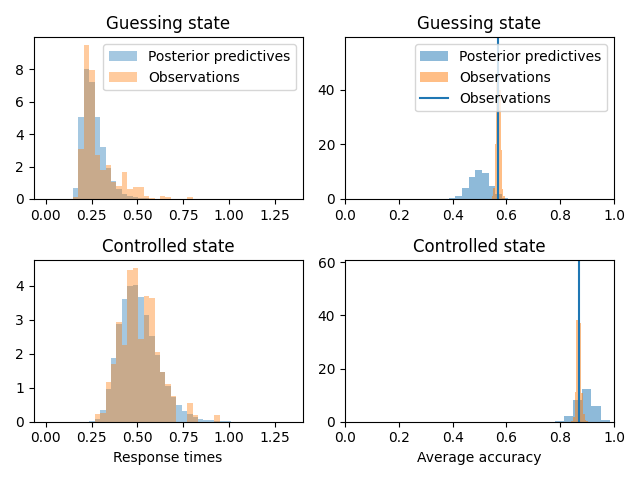 Guessing state
Posterior predictives
Observations
8
6
4
2
0
0.00 0.25 0.50 0.75 1.00 1.25
Guessing state
Posterior predictives
Observations
Observations
40
20
0
0.0 0.2 0.4 0.6 0.8 1.0
Controlled state
4
3
2
1
0
0.00 0.25 0.50 0.75 1.00 1.25
Response times
Controlled state
60
40
20
0
0.0 0.2 0.4 0.6 0.8 1.0
Average accuracy